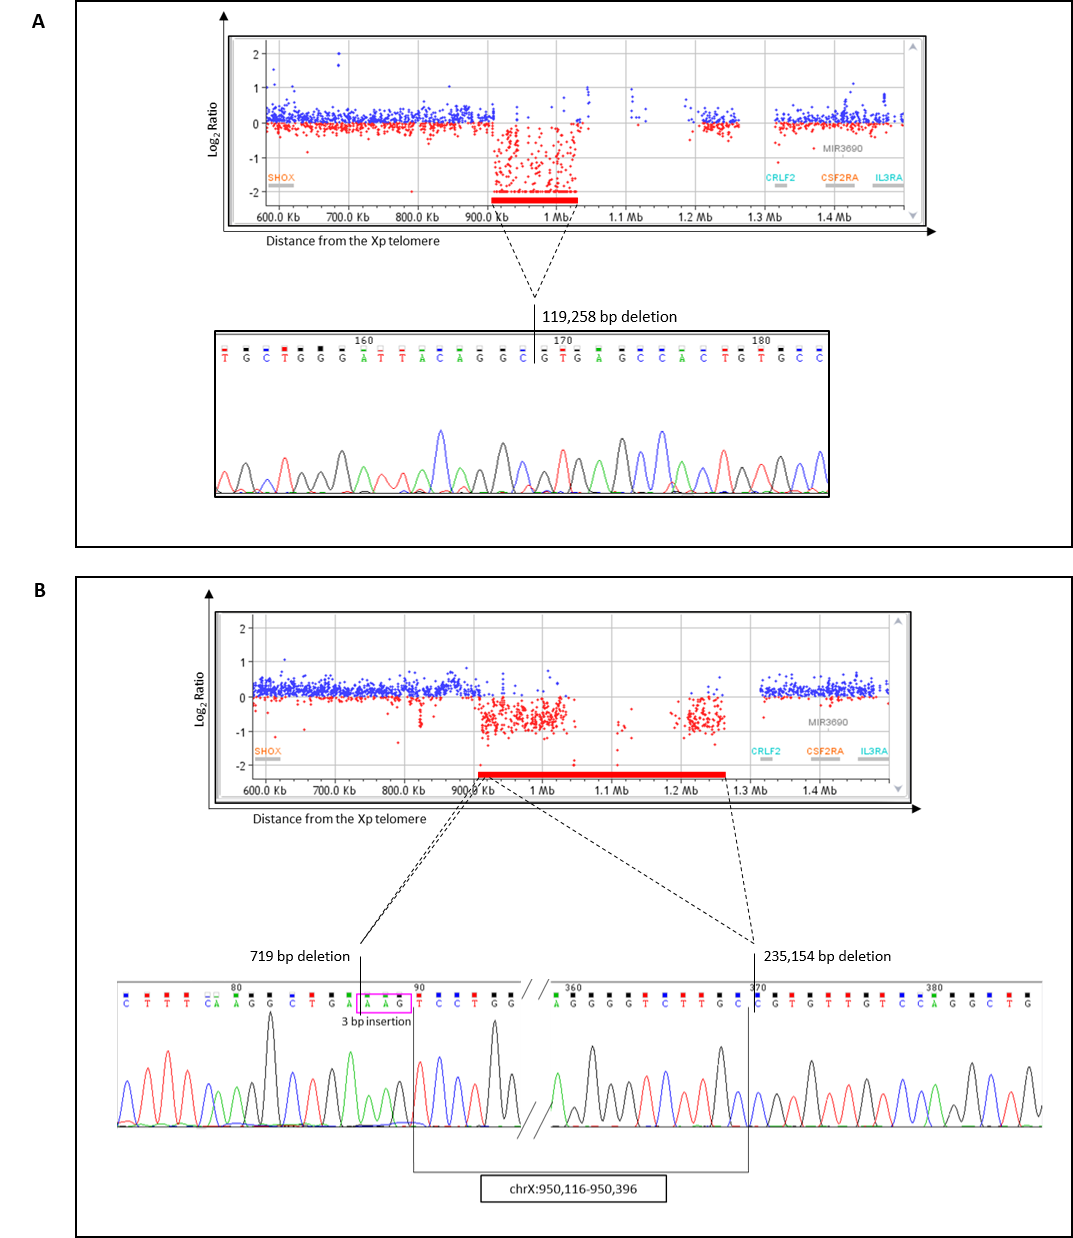 A
Log2 Ratio
2
1
0
-1
-2
SHOX
CRLF2
MIR3690
CSF2RA
IL3RA
600.0 Kb 700.0 Kb 800.0 Kb 900.0 Kb 1 Mb 1.1 Mb 1.2 Mb 1.3 Mb 1.4 Mb
Distance from the Xp telomere
119,258 bp deletion
160 170 180
T G C T G G G A T T A C A G G C G T G A G C C A C T G T G C C
B
Log2 Ratio
2
1
0
-1
-2
SHOX
CRLF2
MIR3690
CSF2RA
IL3RA
600.0 Kb 700.0 Kb 800.0 Kb 900.0 Kb 1 Mb 1.1 Mb 1.2 Mb 1.3 Mb 1.4 Mb
Distance from the Xp telomere
719 bp deletion 235,154 bp deletion
80 90 360 370 380
C T T T C A A G G C T G A A A G T C C T G G A G G G G T C T T G C C G T G T T G T C C A G G C T G
3 bp insertion
chrX:950,116-950,396